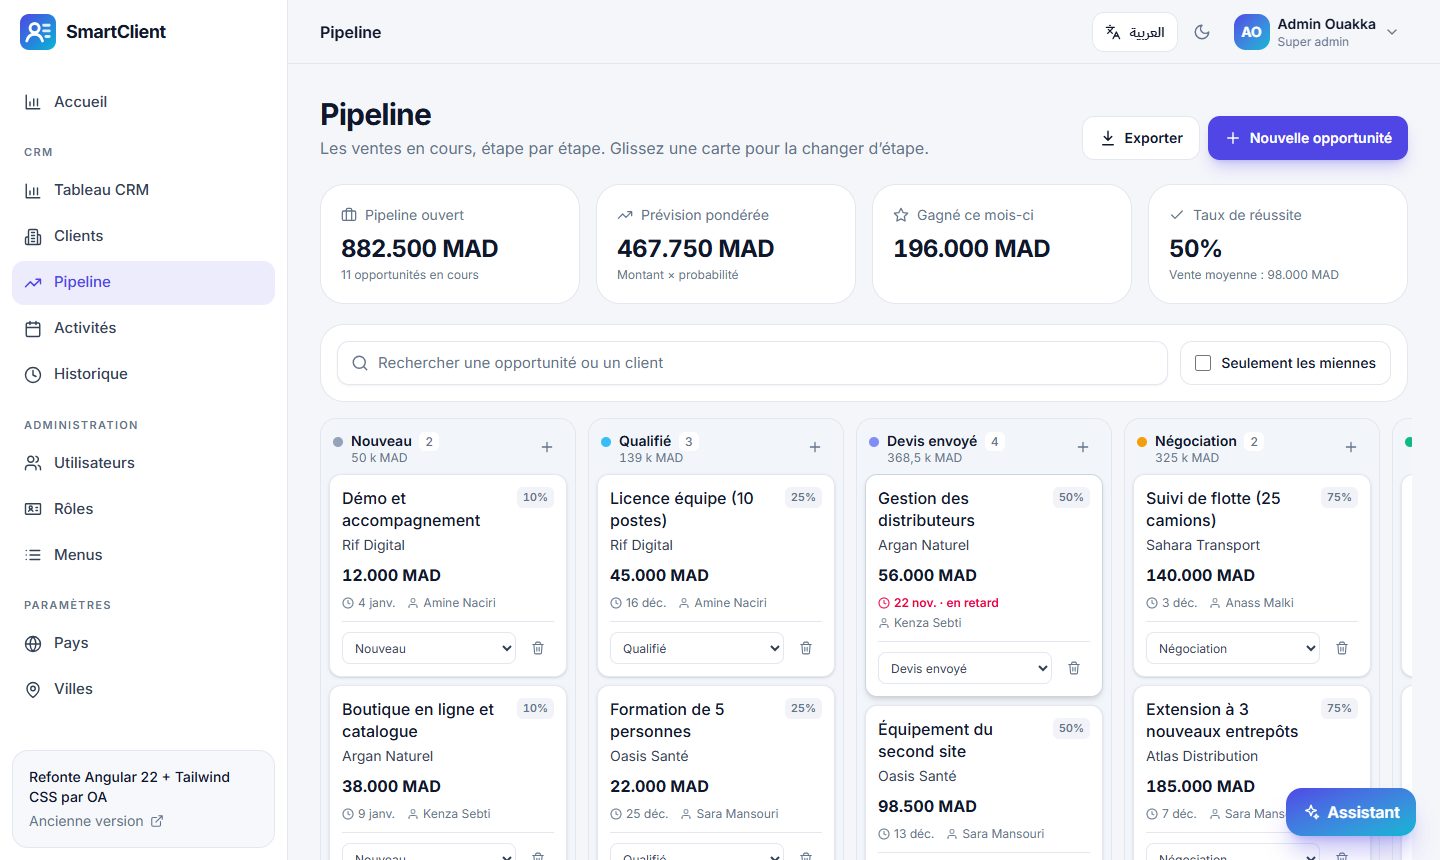 SmartClient
Accueil
CRM
Tableau CRM
Clients
Pipeline
Activités
Historique
ADMINISTRATION
Utilisateurs
Rôles
Menus
PARAMÈTRES
Pays
Villes
Refonte Angular 22 + Tailwind
CSS par OA
Ancienne version
Pipeline
العربية
AO
Admin Ouakka
Super admin
Pipeline
Les ventes en cours, étape par étape. Glissez une carte pour la changer d’étape.
Exporter
Nouvelle opportunité
Pipeline ouvert
882.500 MAD
11 opportunités en cours
Prévision pondérée
467.750 MAD
Montant × probabilité
Gagné ce mois-ci
196.000 MAD
Taux de réussite
50%
Vente moyenne : 98.000 MAD
Rechercher une opportunité ou un client
Seulement les miennes
Nouveau 2
50 k MAD
Démo et
accompagnement
10%
Rif Digital
12.000 MAD
4 janv. Amine Naciri
Nouveau
Boutique en ligne et
catalogue
10%
Argan Naturel
38.000 MAD
9 janv. Kenza Sebti
Nouveau
Qualifié 3
139 k MAD
Licence équipe (10
postes)
25%
Rif Digital
45.000 MAD
16 déc. Amine Naciri
Qualifié
Formation de 5
personnes
25%
Oasis Santé
22.000 MAD
25 déc. Sara Mansouri
Qualifié
Devis envoyé 4
368,5 k MAD
Gestion des
distributeurs
50%
Argan Naturel
56.000 MAD
22 nov. · en retard
Kenza Sebti
Devis envoyé
Équipement du
second site
50%
Oasis Santé
98.500 MAD
13 déc. Sara Mansouri
Négociation 2
325 k MAD
Suivi de flotte (25
camions)
75%
Sahara Transport
140.000 MAD
3 déc. Anass Malki
Négociation
Extension à 3
nouveaux entrepôts
75%
Atlas Distribution
185.000 MAD
7 déc. Sara
Négociation
Assistant